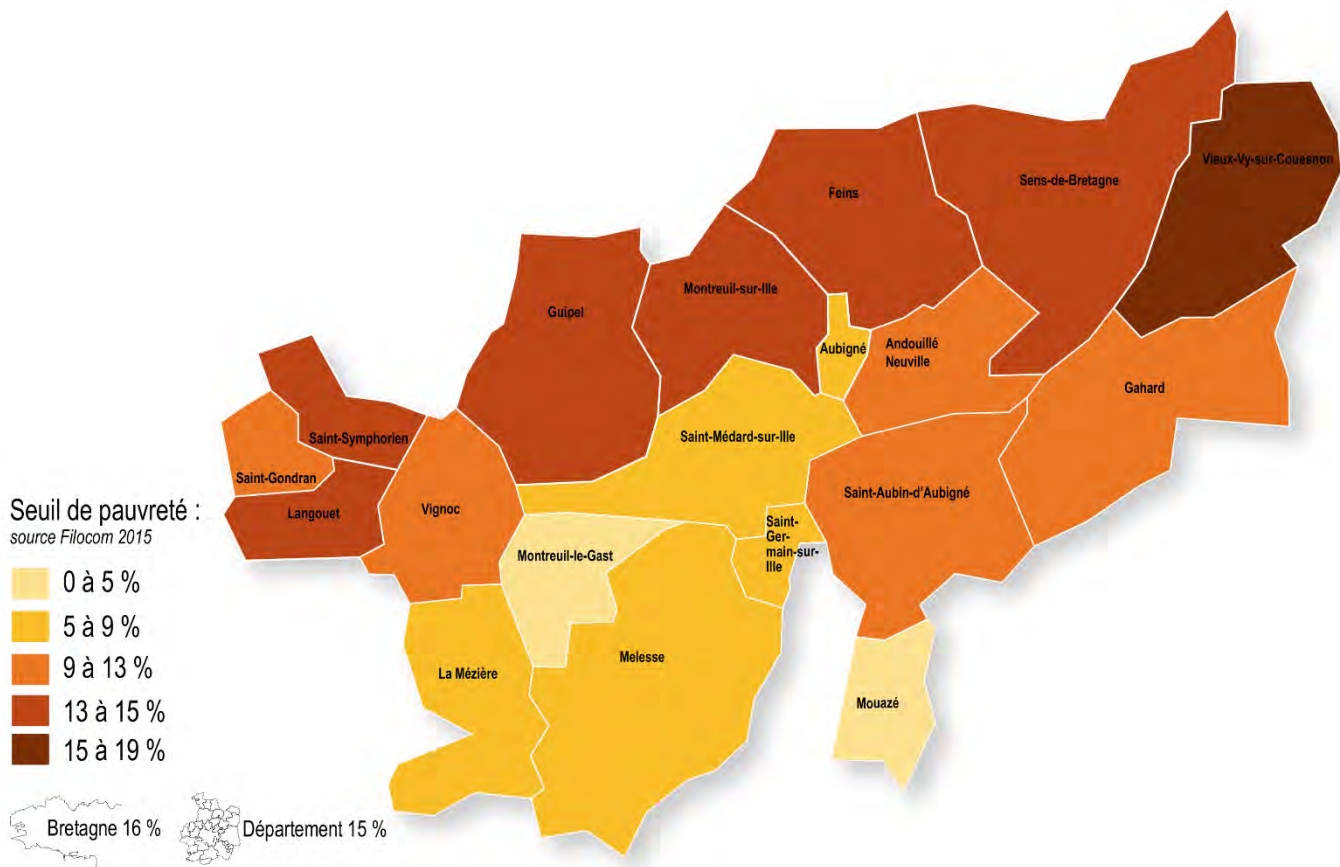 Vieux-Vy-sur-Couesnon
Sens-de-Bretagne
Feins
Montreuil-sur-Ille
Guipel
Aubigné
Andouillé
Neuville
Gahard
Saint-Symphorien
Saint-Médard-sur-Ille
Saint-Gondran
Saint-Aubin-d'Aubigné
Langouet
Vignoc
Saint-
Ger-
main-sur-
Ille
Montreuil-le-Gast
Melesse
La Mézière
Mouazé
Seuil de pauvreté :
source Filocom 2015
0 à 5 %
5 à 9 %
9 à 13 %
13 à 15 %
15 à 19 %
Bretagne 16 %
Département 15 %